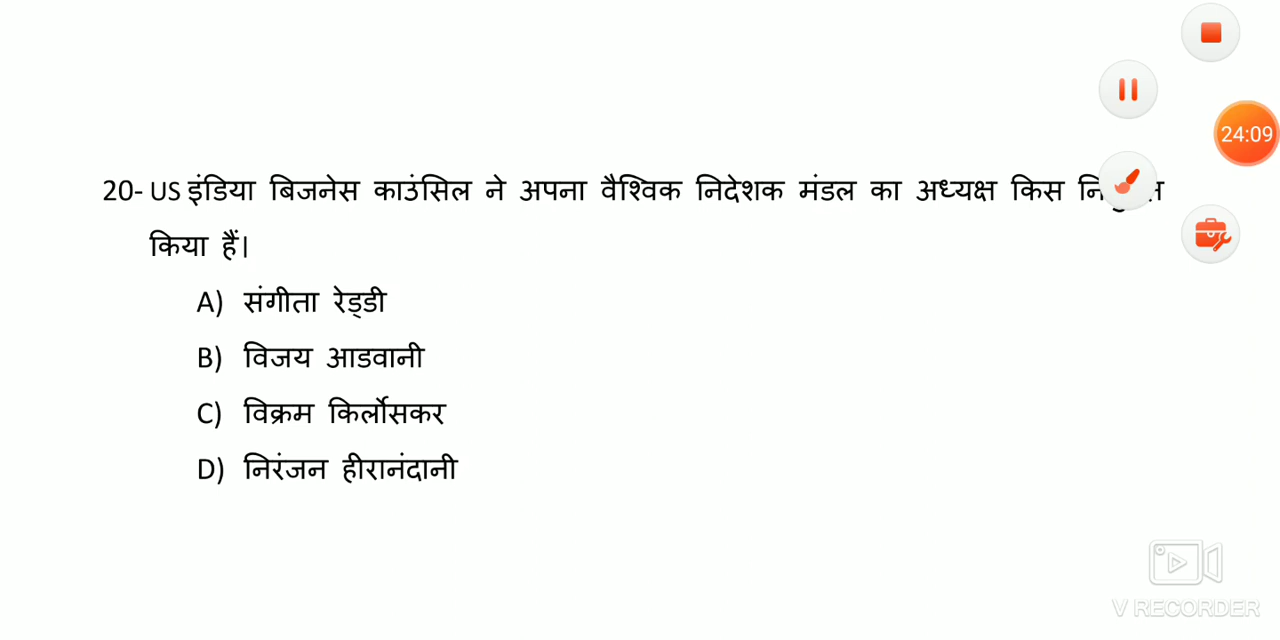 24:09
20- US इंडिया बिजनेस काउंसिल ने अपना वैश्विक निदेशक मंडल का अध्यक्ष किस
किया हैं।
A) संगीता रेड्डी
B) विजय आडवानी
C) विक्रम किर्लोसकर
D) निरंजन हीरानंदानी
V RECORDER